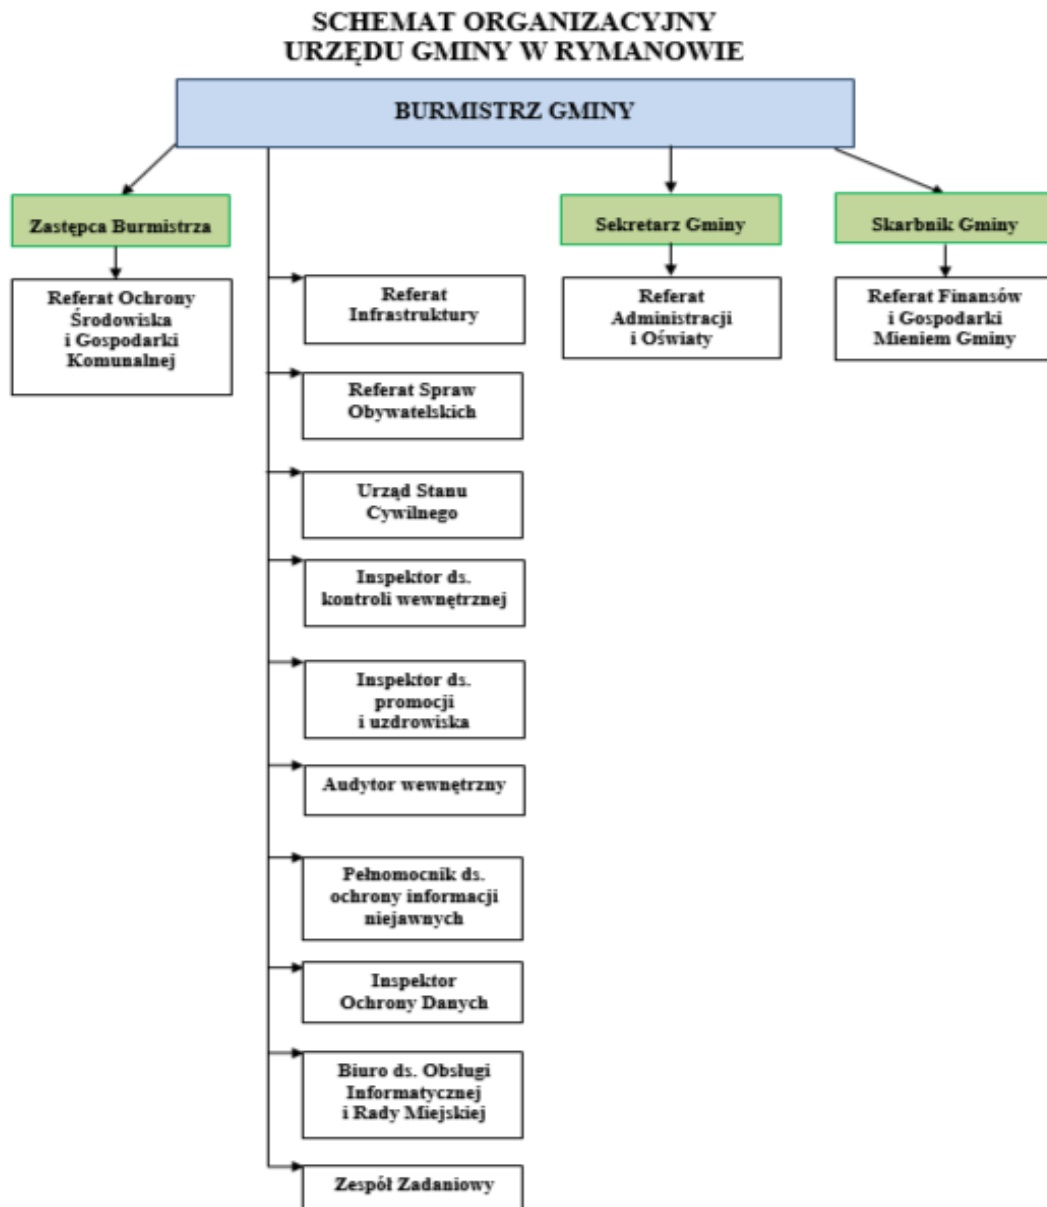 SCHEMAT ORGANIZACYJNY
URZĘDU GMINY W RYMANOWIE
BURMISTRZ GMINY
Zastępca Burmistrza
Sekretarz Gminy
Skarbnik Gminy
Referat Ochrony
Środowiska
i Gospodarki
Komunalnej
Referat
Infrastruktury
Referat
Administracji
i Oświaty
Referat Finansów
i Gospodarki
Mieniem Gminy
Referat Spraw
Obywatelskich
Urząd Stanu
Cywilnego
Inspektor ds.
kontroli wewnętrznej
Inspektor ds.
promocji
i uzdrowiska
Audytor wewnętrzny
Pełnomocnik ds.
ochrony informacji
niejawnych
Inspektor
Ochrony Danych
Biuro ds. Obsługi
Informatycznej
i Rady Miejskiej
Zespół Zadaniowy